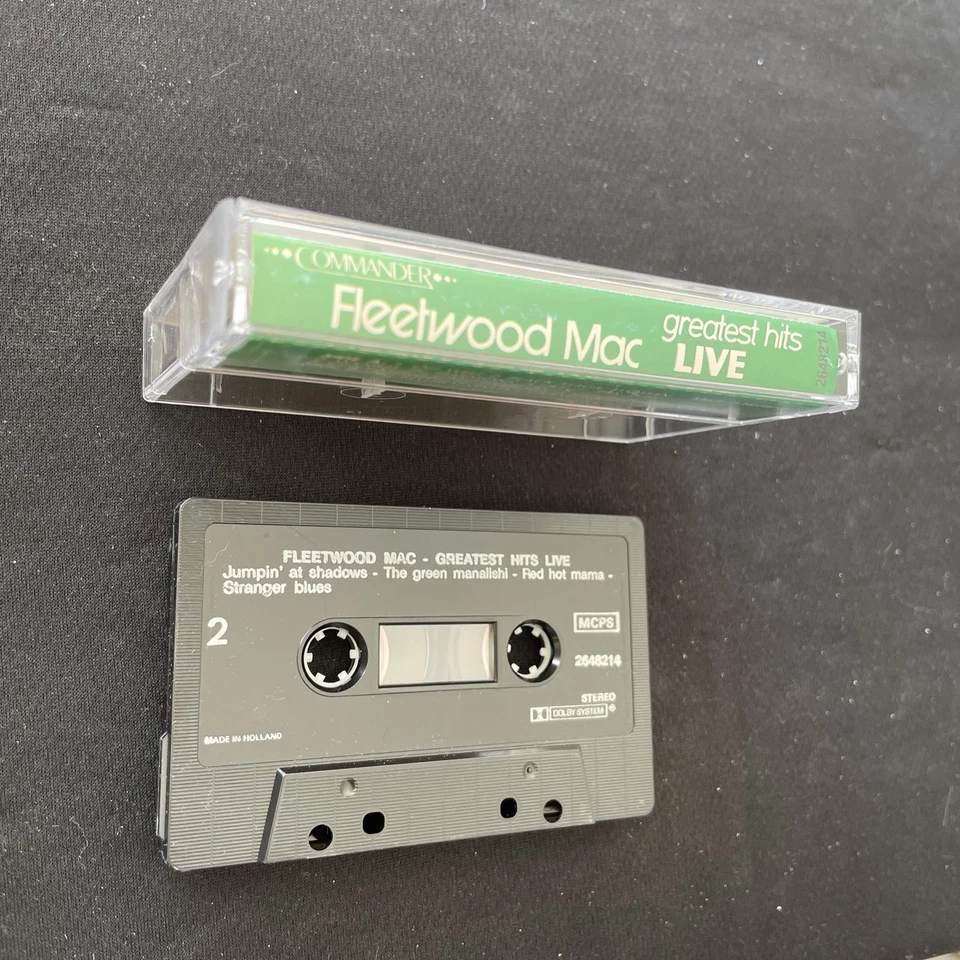 COMMANDER
Fleetwood Mac
greatest hits
LIVE
2648214
FLEETWOOD MAC - GREATEST HITS LIVE
Jumpin' at shadows - The green manalishi - Red hot mama -
Stranger blues
2
MCPS
2648214
STEREO
DOLBY SYSTEM
MADE IN HOLLAND